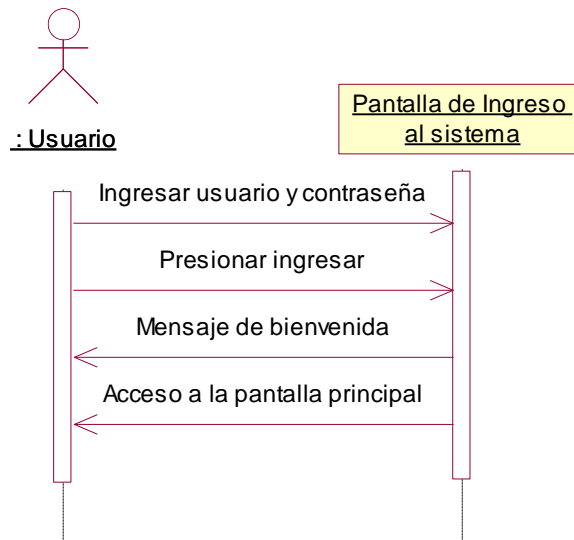 Pantalla de Ingreso
al sistema
: Usuario
Ingresar usuario y contraseña
Presionar ingresar
Mensaje de bienvenida
Acceso a la pantalla principal